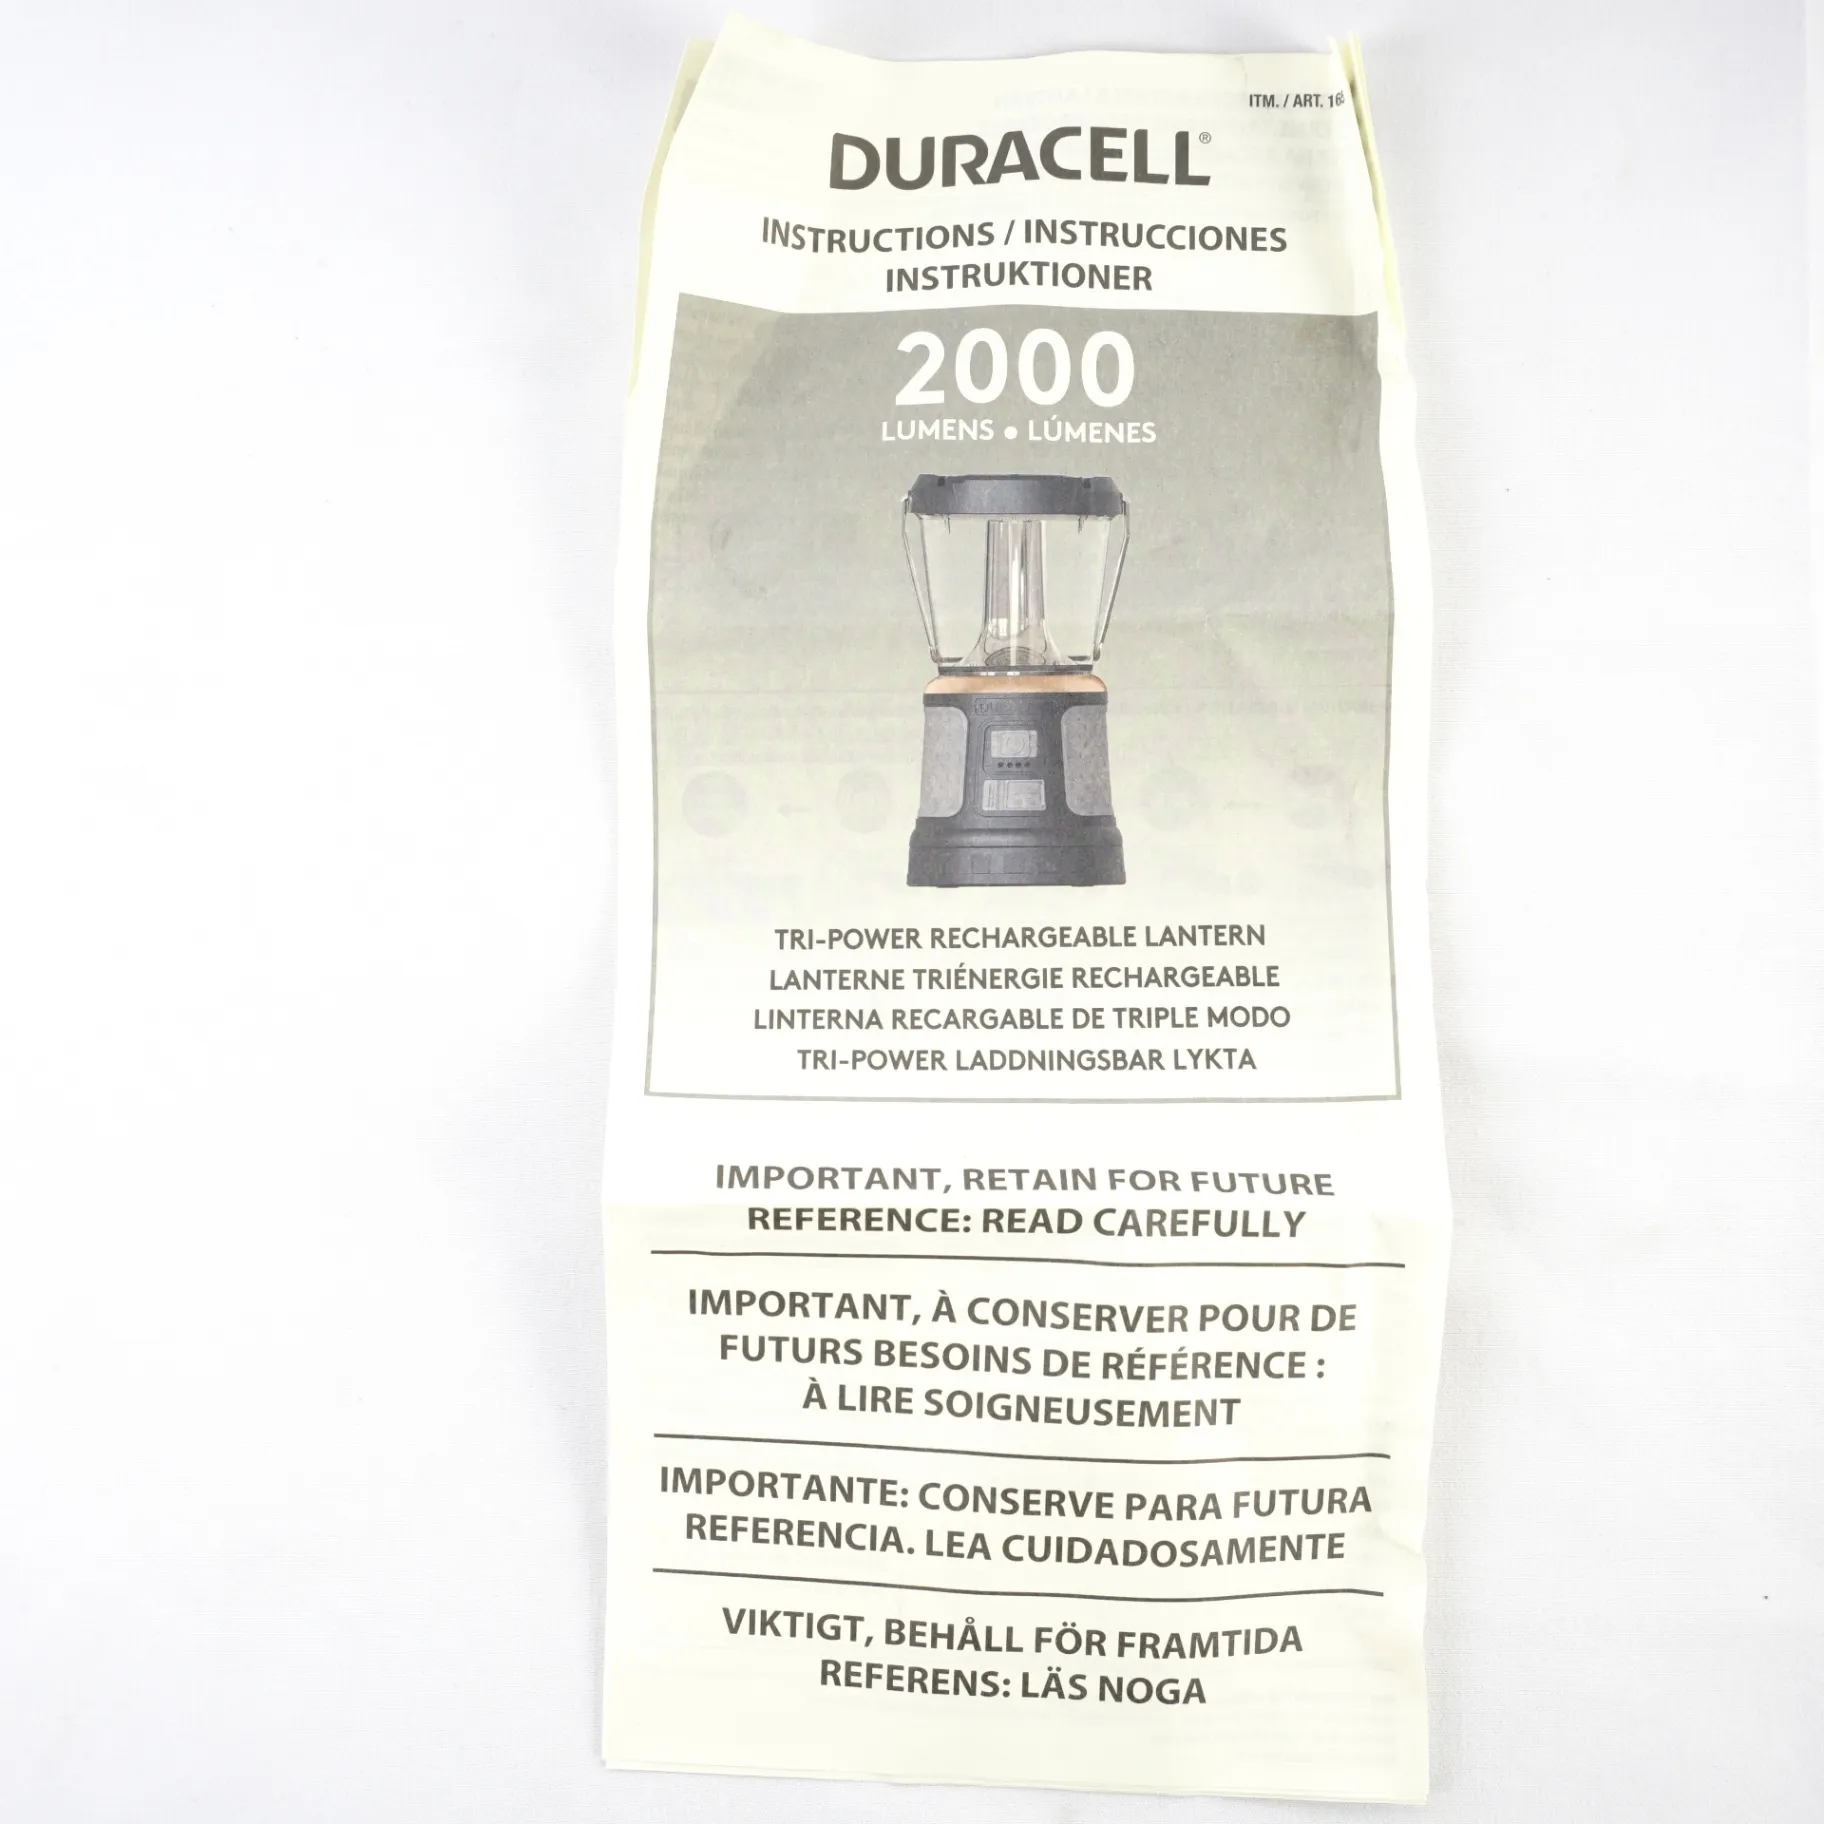 ITM. / ART.
DURACELL®
INSTRUCTIONS / INSTRUCCIONES
INSTRUKTIONER
2000
LUMENS • LÚMENES
TRI-POWER RECHARGEABLE LANTERN
LANTERNE TRIÉNERGIE RECHARGEABLE
LINTERNA RECARGABLE DE TRIPLE MODO
TRI-POWER LADDNINGSBAR LYKTA
IMPORTANT, RETAIN FOR FUTURE
REFERENCE: READ CAREFULLY
IMPORTANT, À CONSERVER POUR DE
FUTURS BESOINS DE RÉFÉRENCE :
À LIRE SOIGNEUSEMENT
IMPORTANTE: CONSERVE PARA FUTURA
REFERENCIA. LEA CUIDADOSAMENTE
VIKTIGT, BEHÅLL FÖR FRAMTIDA
REFERENS: LÄS NOGA